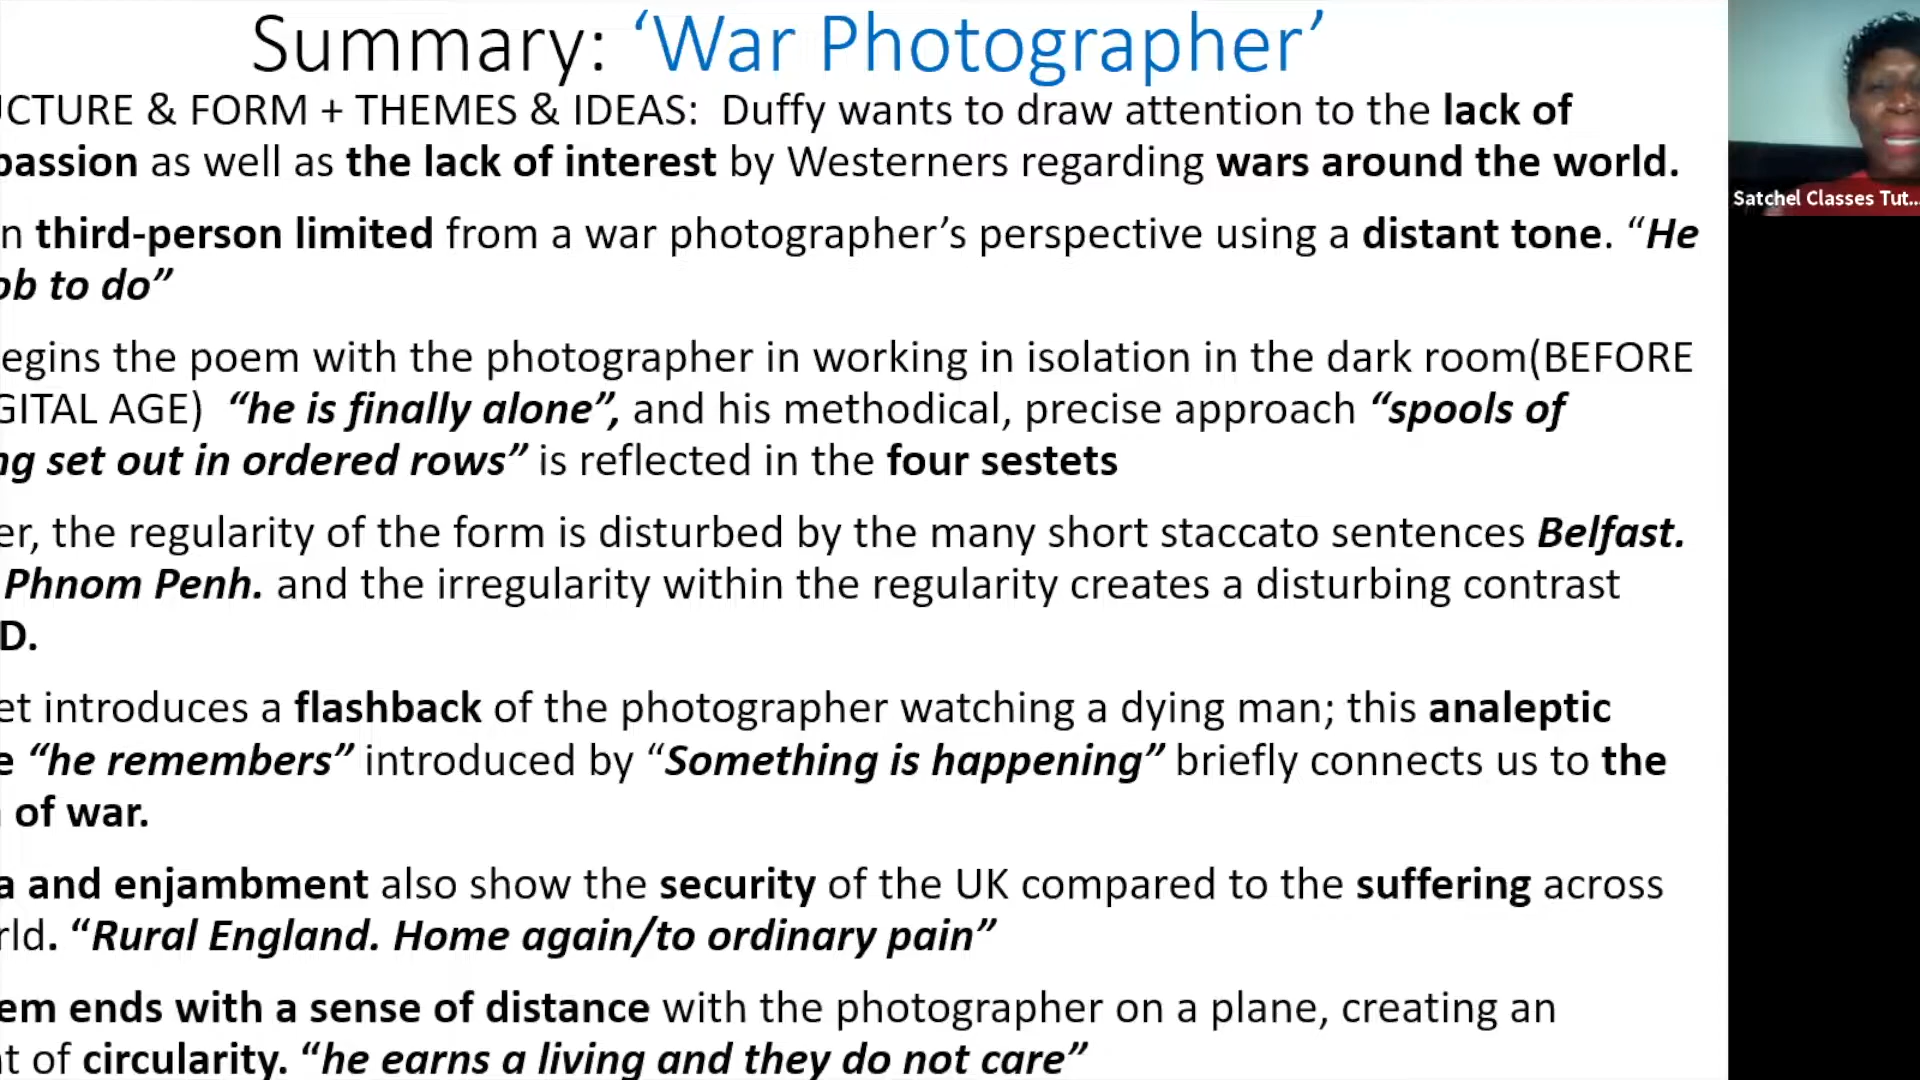 Summary: ‘War Photographer’
UCTURE & FORM + THEMES & IDEAS: Duffy wants to draw attention to the lack of
passion as well as the lack of interest by Westerners regarding wars around the world.
n third-person limited from a war photographer’s perspective using a distant tone. “He
ob to do”
egins the poem with the photographer in working in isolation in the dark room(BEFORE
GITAL AGE) “he is finally alone”, and his methodical, precise approach “spools of
ng set out in ordered rows” is reflected in the four sestets
er, the regularity of the form is disturbed by the many short staccato sentences Belfast.
Phnom Penh. and the irregularity within the regularity creates a disturbing contrast
D.
et introduces a flashback of the photographer watching a dying man; this analeptic
e “he remembers” introduced by “Something is happening” briefly connects us to the
of war.
a and enjambment also show the security of the UK compared to the suffering across
rld. “Rural England. Home again/to ordinary pain”
em ends with a sense of distance with the photographer on a plane, creating an
t of circularity. “he earns a living and they do not care”
Satchel Classes Tut...